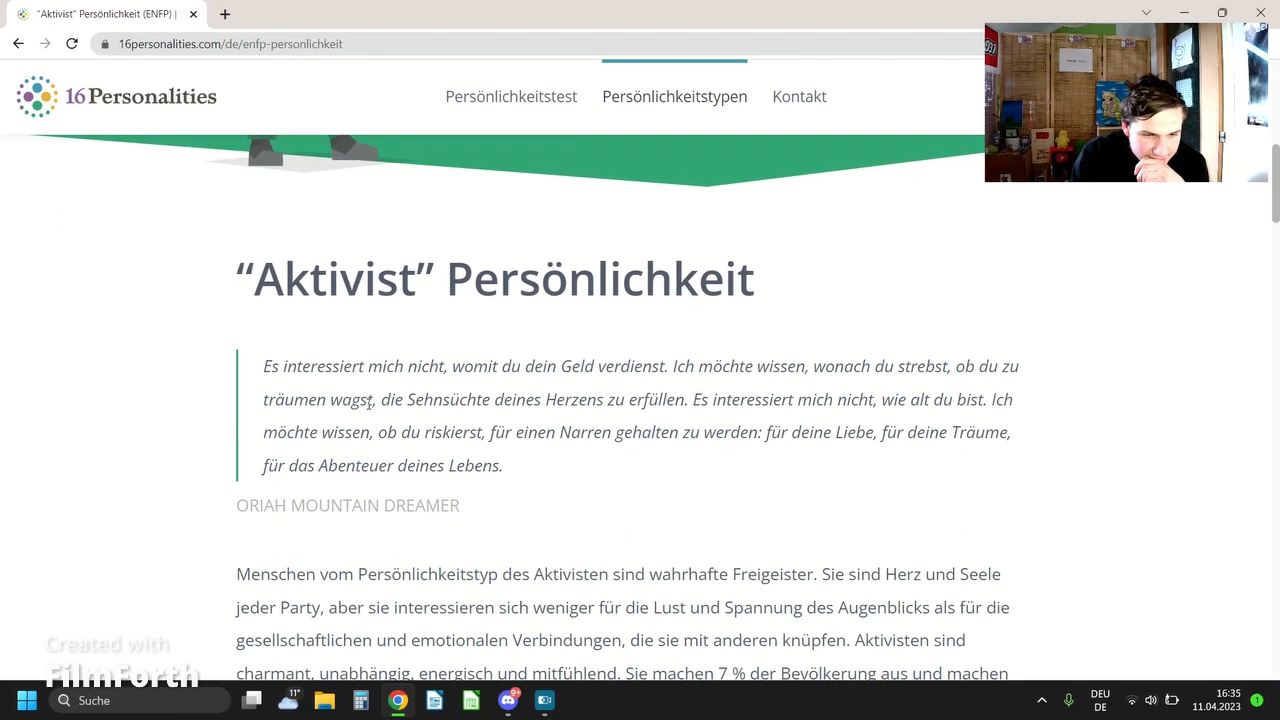 "Aktivist" Persönlichkeit (ENFP) |
16personalities.com/de/enfp-personlichkeit
16Personalities
Persönlichkeitstest
Persönlichkeitstypen
Kontakt
“Aktivist” Persönlichkeit
Es interessiert mich nicht, womit du dein Geld verdienst. Ich möchte wissen, wonach du strebst, ob du zu
träumen wagst, die Sehnsüchte deines Herzens zu erfüllen. Es interessiert mich nicht, wie alt du bist. Ich
möchte wissen, ob du riskierst, für einen Narren gehalten zu werden: für deine Liebe, für deine Träume,
für das Abenteuer deines Lebens.
ORIAH MOUNTAIN DREAMER
Menschen vom Persönlichkeitstyp des Aktivisten sind wahrhafte Freigeister. Sie sind Herz und Seele
jeder Party, aber sie interessieren sich weniger für die Lust und Spannung des Augenblicks als für die
gesellschaftlichen und emotionalen Verbindungen, die sie mit anderen knüpfen. Aktivisten sind
charmant, unabhängig, energisch und mitfühlend. Sie machen 7 % der Bevölkerung aus und machen
Created with
FilmForth
Suche
11°
9+
DEU
DE
16:35
11.04.2023
1